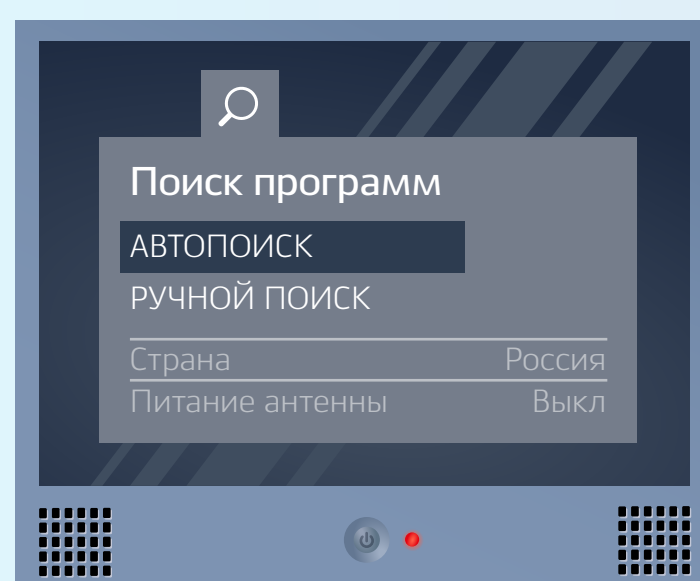 Поиск программ
АВТОПОИСК
РУЧНОЙ ПОИСК
Страна Россия
Питание антенны Выкл